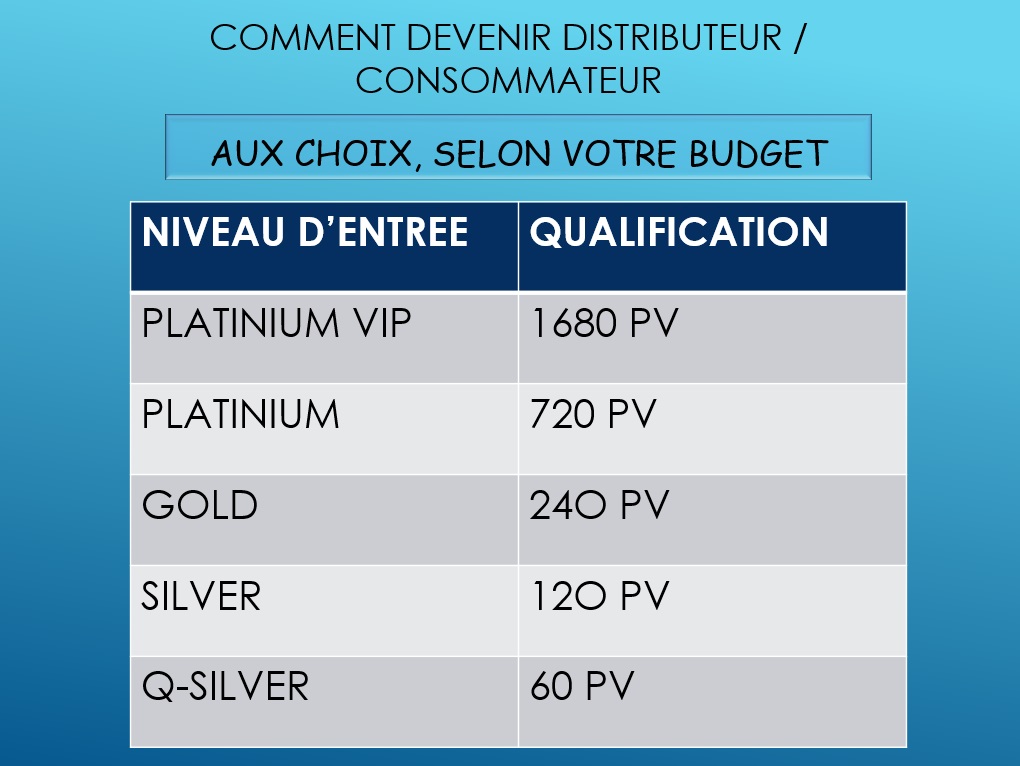 COMMENT DEVENIR DISTRIBUTEUR /
CONSOMMATEUR
AUX CHOIX, SELON VOTRE BUDGET
NIVEAU D’ENTREE QUALIFICATION
PLATINIUM VIP 1680 PV
PLATINIUM 720 PV
GOLD 24O PV
SILVER 12O PV
Q-SILVER 60 PV